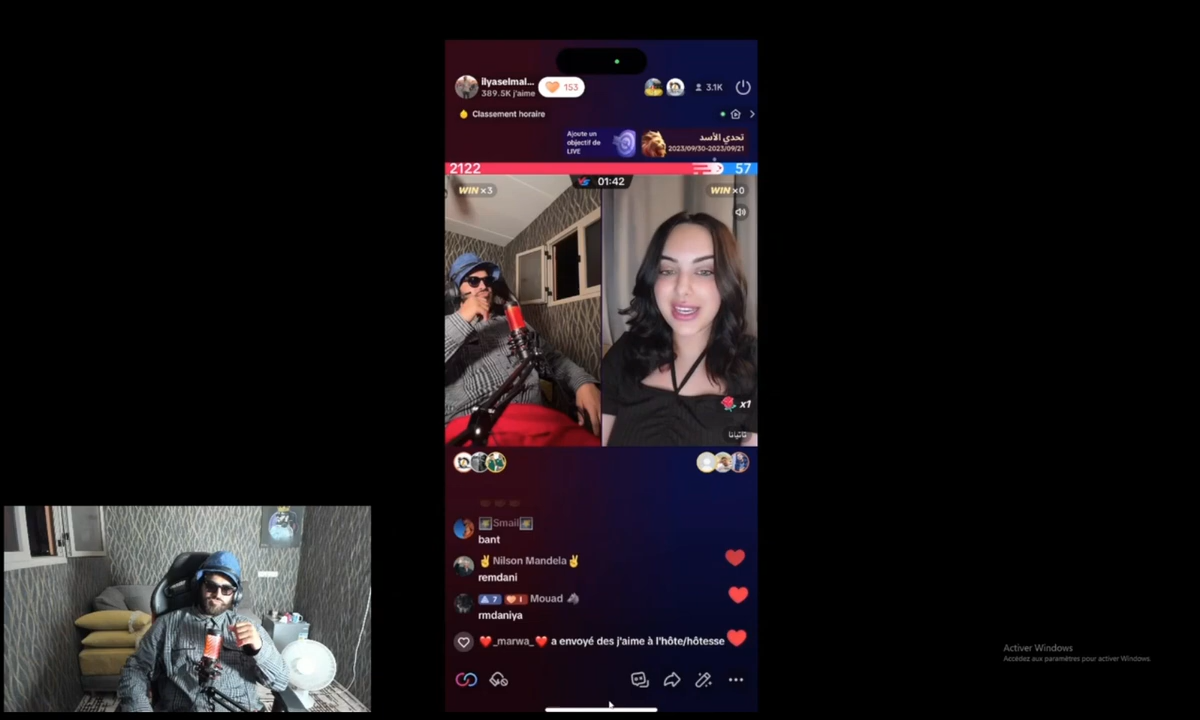 ilyaselmal...
389.5K j'aime
153
3.1K
Classement horaire
Ajoute un
objectif de
LIVE
تحدي الأسد
2023/09/30-2023/09/21
2122
57
01:42
WIN ×3
WIN ×0
x1
تاتيانا
Smail
bant
✌️ Nilson Mandela ✌️
remdani
7 1 Mouad 🦓
rmdaniya
❤️_marwa_❤️ a envoyé des j'aime à l'hôte/hôtesse
Activer Windows
Accédez aux paramètres pour activer Windows.